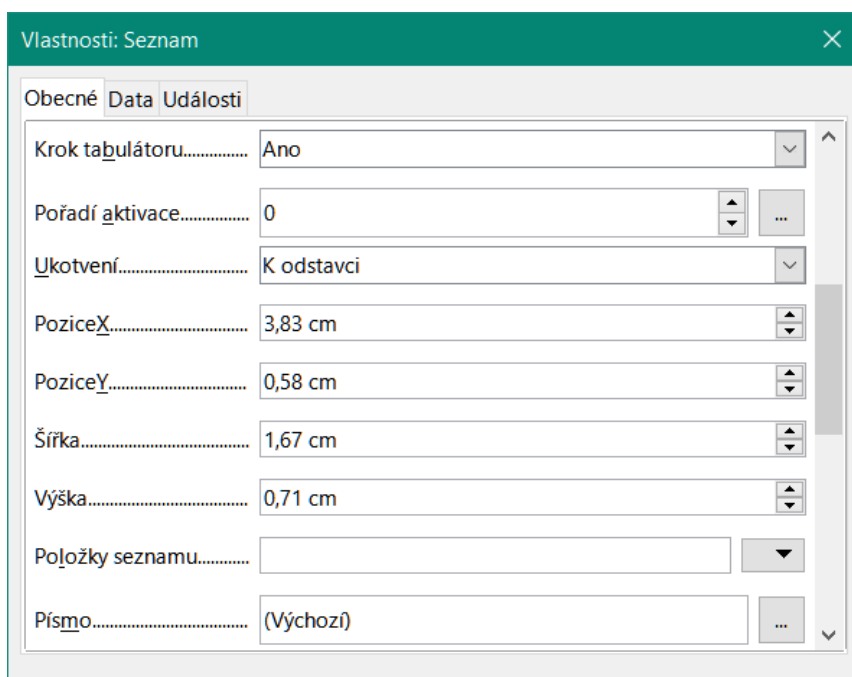 Vlastnosti: Seznam
Obecné Data Události
Krok tabulátoru............... Ano
Pořadí aktivace................ 0 ...
Ukotvení................................ K odstavci
PoziceX.................................. 3,83 cm
PoziceY.................................. 0,58 cm
Šířka......................................... 1,67 cm
Výška....................................... 0,71 cm
Položky seznamu............
Písmo...................................... (Výchozí) ...